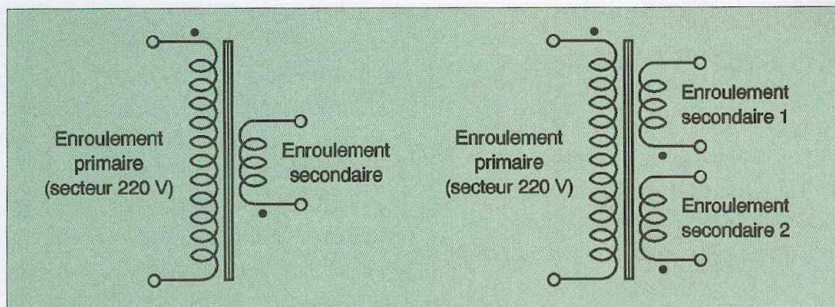 Enroulement
primaire
(secteur 220 V)
Enroulement
secondaire
Enroulement
primaire
(secteur 220 V)
Enroulement
secondaire 1
Enroulement
secondaire 2